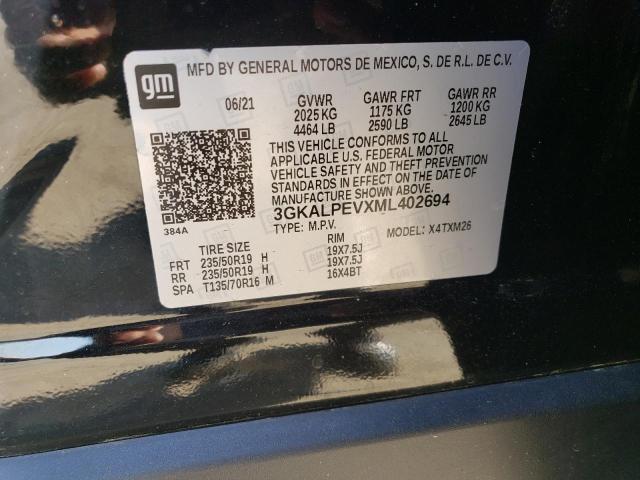 gm
MFD BY GENERAL MOTORS DE MEXICO, S. DE R.L. DE C.V.
06/21 GVWR GAWR FRT GAWR RR
2025 KG 1175 KG 1200 KG
4464 LB 2590 LB 2645 LB
THIS VEHICLE CONFORMS TO ALL
APPLICABLE U.S. FEDERAL MOTOR
VEHICLE SAFETY AND THEFT PREVENTION
STANDARDS IN EFFECT ON THE DATE OF
MANUFACTURE SHOWN ABOVE.
3GKALPEVXML402694
384A TYPE: M.P.V. MODEL: X4TXM26
TIRE SIZE RIM
FRT 235/50R19 H 19X7.5J
RR 235/50R19 H 19X7.5J
SPA T135/70R16 M 16X4BT